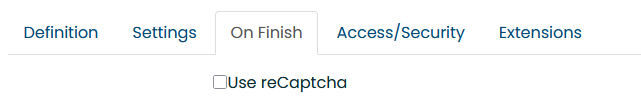 Definition Settings On Finish Access/Security Extensions
Use reCaptcha